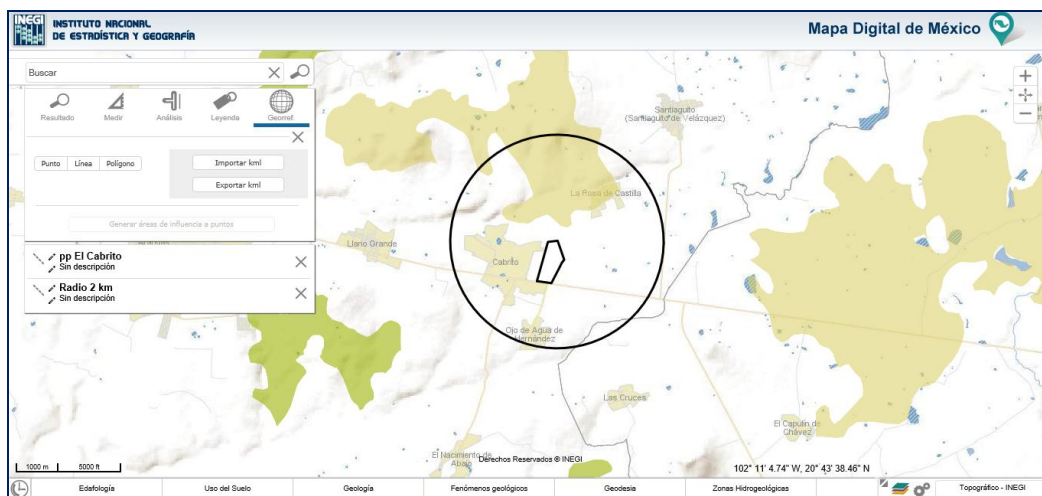 INEGI
INSTITUTO NACIONAL
DE ESTADÍSTICA Y GEOGRAFÍA
Mapa Digital de México
Buscar
Resultado
Medir
Análisis
Leyenda
Georref.
Punto
Línea
Polígono
Importar kml
Exportar kml
Generar áreas de influencia a puntos
pp El Cabrito
Sin descripción
Radio 2 km
Sin descripción
Santiaguito
(Santiaguito de Velázquez)
La Rosa de Castilla
Llano Grande
Cabrito
Ojo de Agua de
Hernández
Las Cruces
El Capulín de
Chávez
El Nacimiento de
Abajo
Derechos Reservados © INEGI
1000 m
5000 ft
102° 11' 4.74" W, 20° 43' 38.46" N
Edafología
Uso del Suelo
Geología
Fenómenos geológicos
Geodesia
Zonas Hidrogeológicas
Topográfico - INEGI